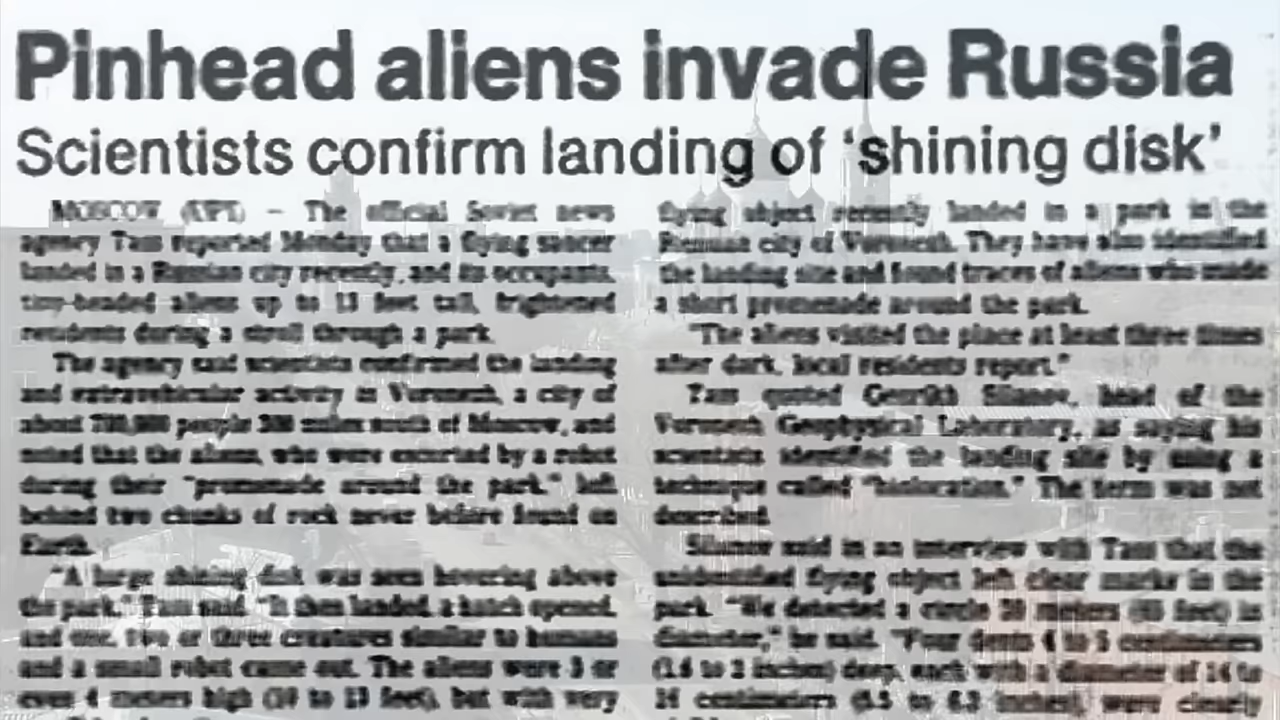 Pinhead aliens invade Russia
Scientists confirm landing of ‘shining disk’
MOSCOW (UPI) — The official Soviet news
agency Tass reported Monday that a flying saucer
landed in a Russian city recently, and its occupants,
tiny-headed aliens up to 13 feet tall, frightened
residents during a stroll through a park.
The agency said scientists confirmed the landing
and extravehicular activity in Voronezh, a city of
about people 300 miles south of Moscow, and
noted that the aliens, who were escorted by a robot
during their "promenade around the park," left
behind two chunks of rock never before found on
Earth.
"A large shining disk was seen hovering above
the park," Tass said. "It then landed, a hatch opened,
and one, two or three creatures similar to humans
and a small robot came out. The aliens were 3 or
even 4 meters high (10 to 13 feet), but with very
flying object recently landed in a park in the
Russian city of Voronezh. They have also identified
the landing site and found traces of aliens who made
a short promenade around the park.
"The aliens visited the place at least three times
after dark, local residents report."
Tass quoted Genrikh Silanov, head of the
Voronezh Geophysical Laboratory, as saying his
scientists identified the landing site by using a
technique called "biolocation." The term was not
described.
Silanov said in an interview with Tass that the
unidentified flying object left clear marks in the
park. "We detected a circle 20 meters (65 feet) in
diameter," he said. "Four dents 4 to 5 centimeters
(1.6 to 2 inches) deep, each with a diameter of 14 to
centimeters (5.5 to 6.3 inches), were clearly